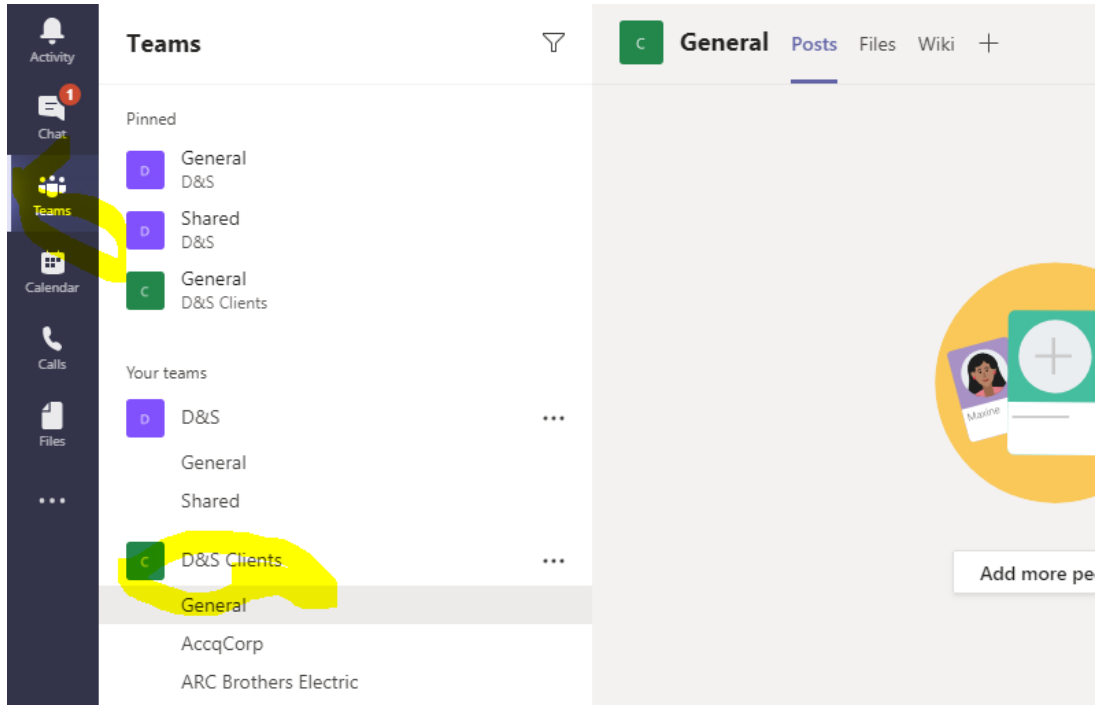 Activity
1
Chat
Teams
Calendar
Calls
Files
Teams
Pinned
D
General
D&S
D
Shared
D&S
C
General
D&S Clients
Your teams
D
D&S
General
Shared
C
D&S Clients
General
AccqCorp
ARC Brothers Electric
C
General Posts Files Wiki
Maxine
Add more pe